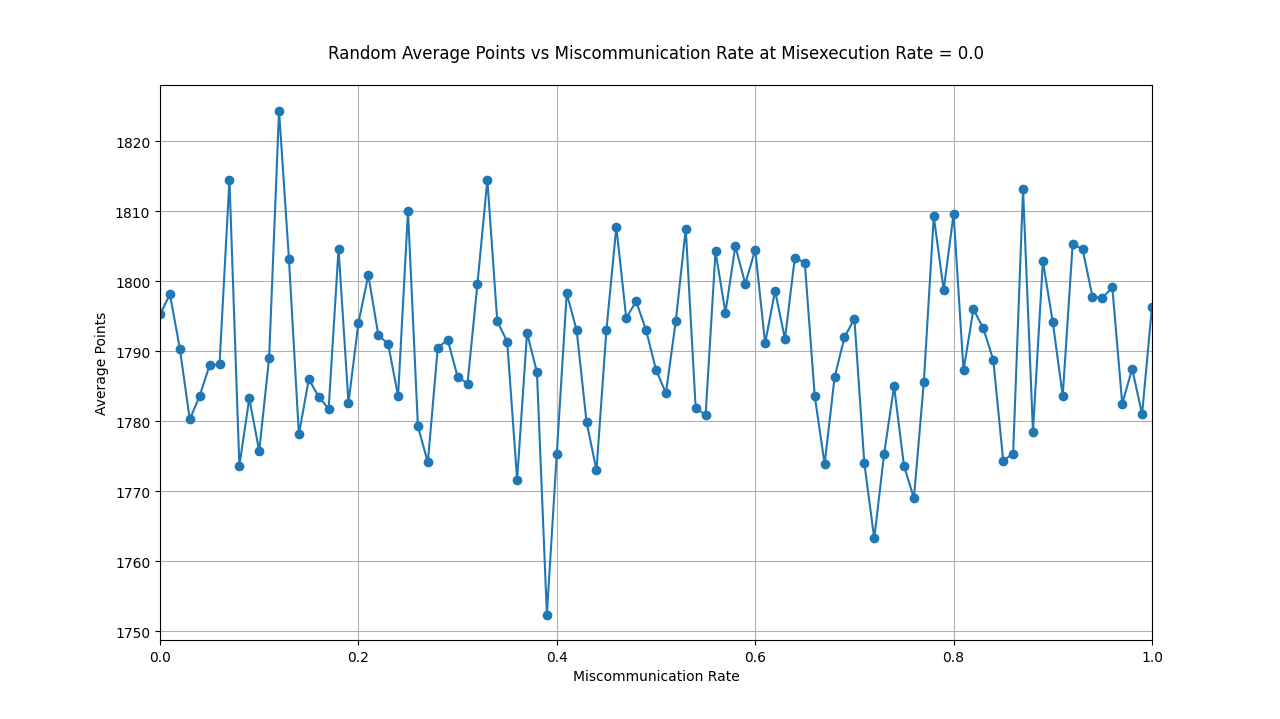 Random Average Points vs Miscommunication Rate at Misexecution Rate = 0.0
Average Points
1820
1810
1800
1790
1780
1770
1760
1750
0.0 0.2 0.4 0.6 0.8 1.0
Miscommunication Rate